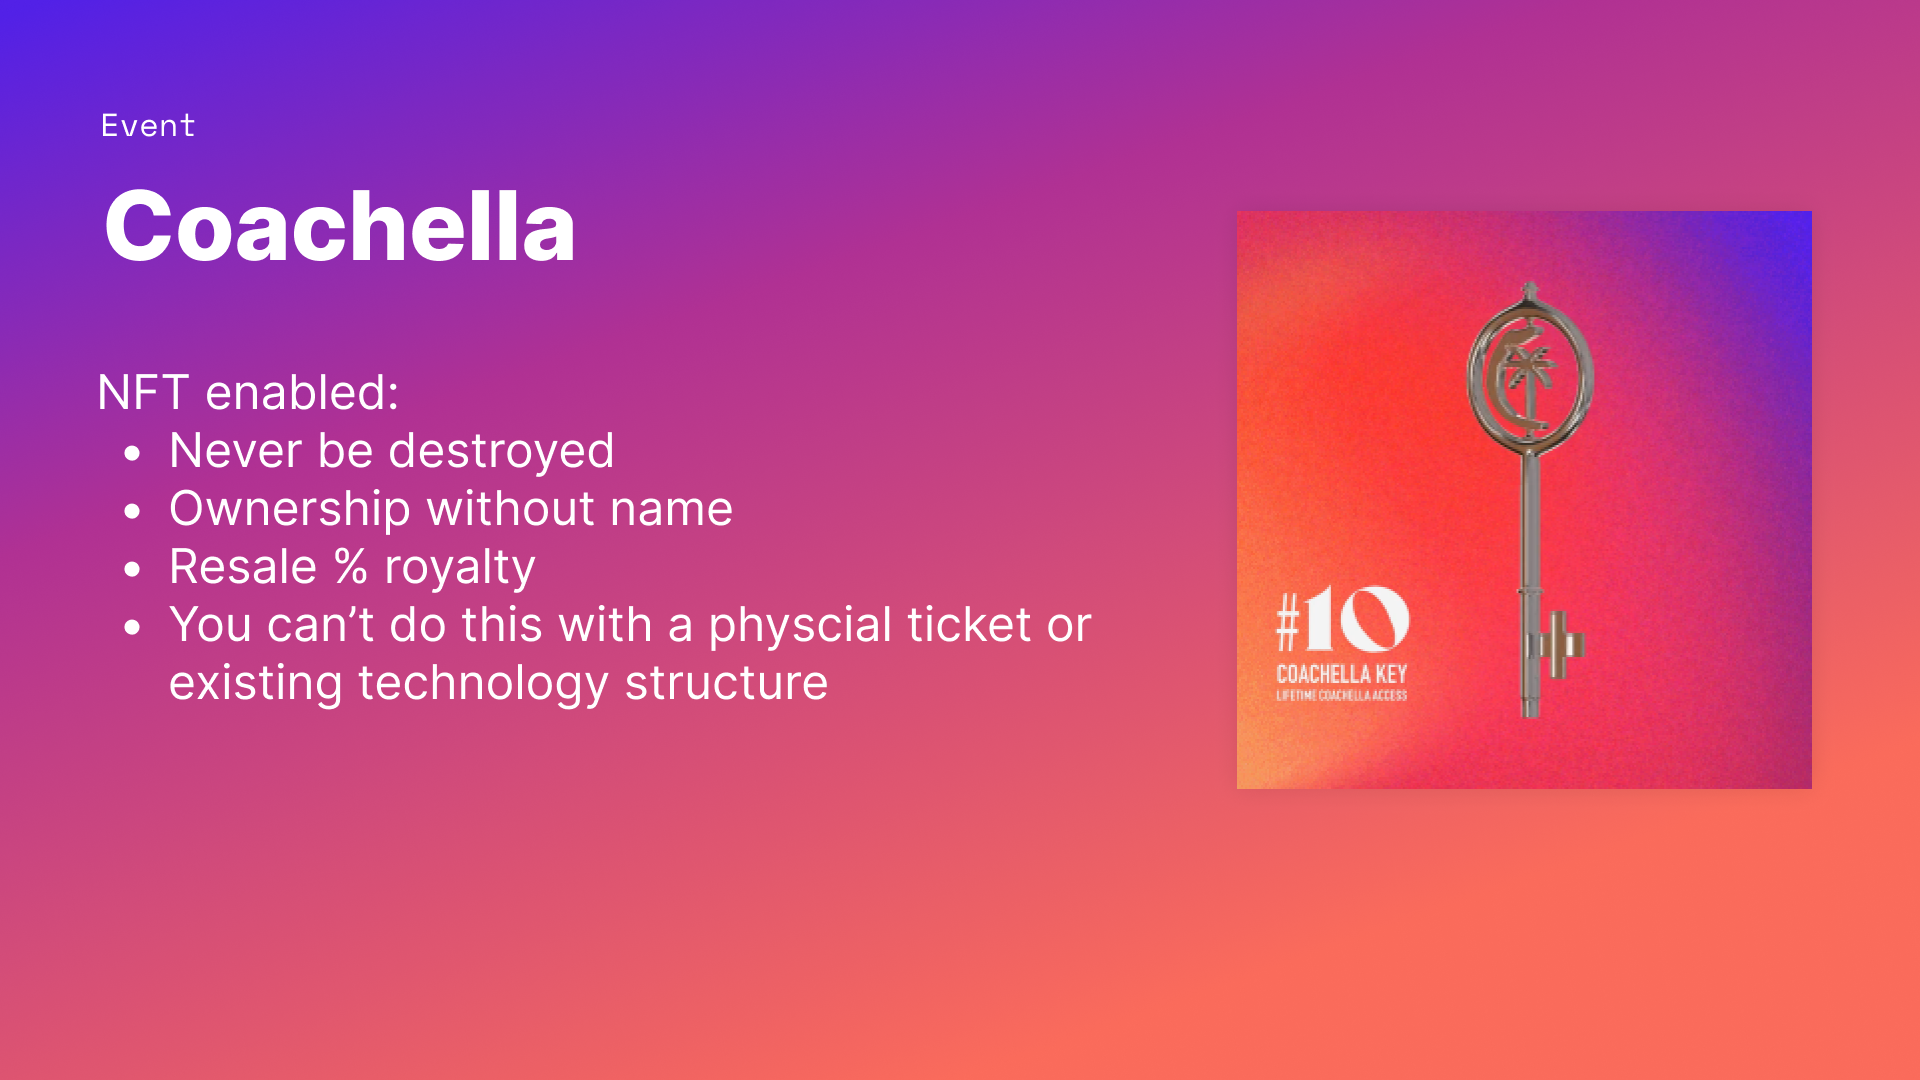 Event
Coachella
NFT enabled:
• Never be destroyed
• Ownership without name
• Resale % royalty
• You can’t do this with a physcial ticket or
existing technology structure
#10
COACHELLA KEY
LIFETIME COACHELLA ACCESS